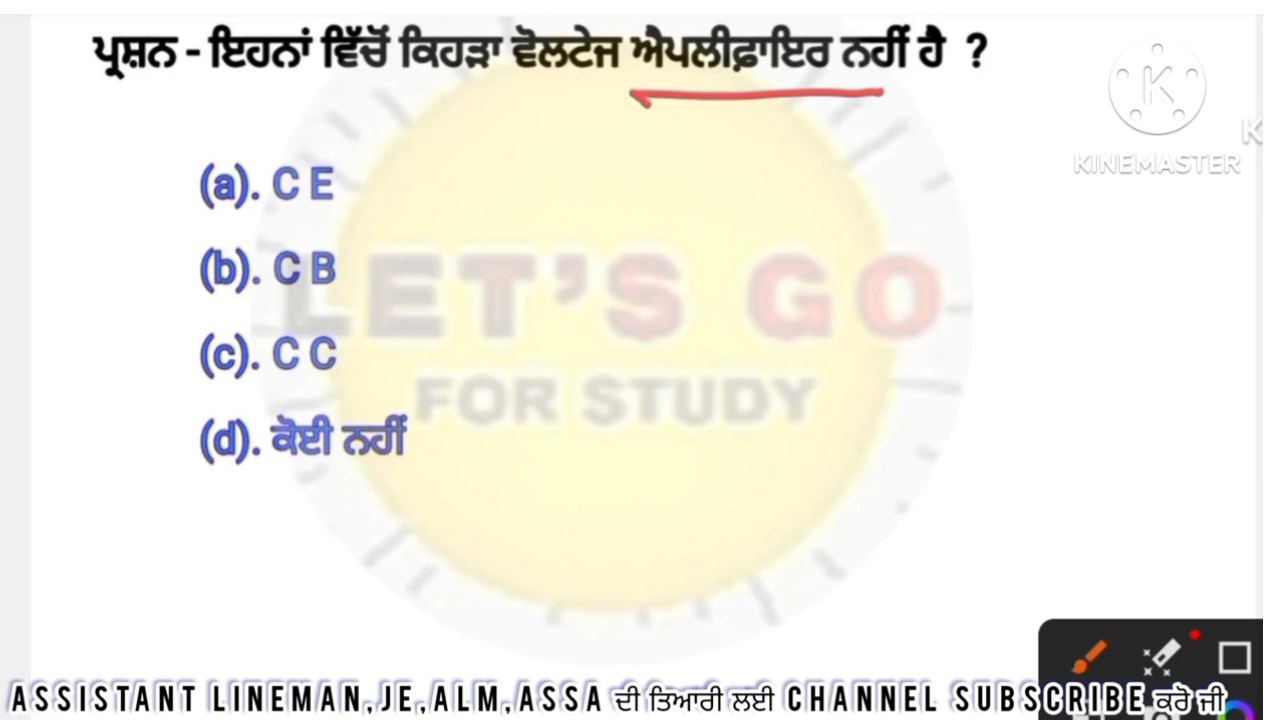 ਪ੍ਰਸ਼ਨ - ਇਹਨਾਂ ਵਿੱਚੋਂ ਕਿਹੜਾ ਵੋਲਟੇਜ ਐਪਲੀਫ਼ਾਇਰ ਨਹੀਂ ਹੈ ?
K
K
KINEMASTER
(a). C E
(b). C B
(c). C C
(d). ਕੋਈ ਨਹੀਂ
LET'S GO
FOR STUDY
ASSISTANT LINEMAN, JE, ALM, ASSA ਦੀ ਤਿਆਰੀ ਲਈ CHANNEL SUBSCRIBE ਕਰੋ ਜੀ